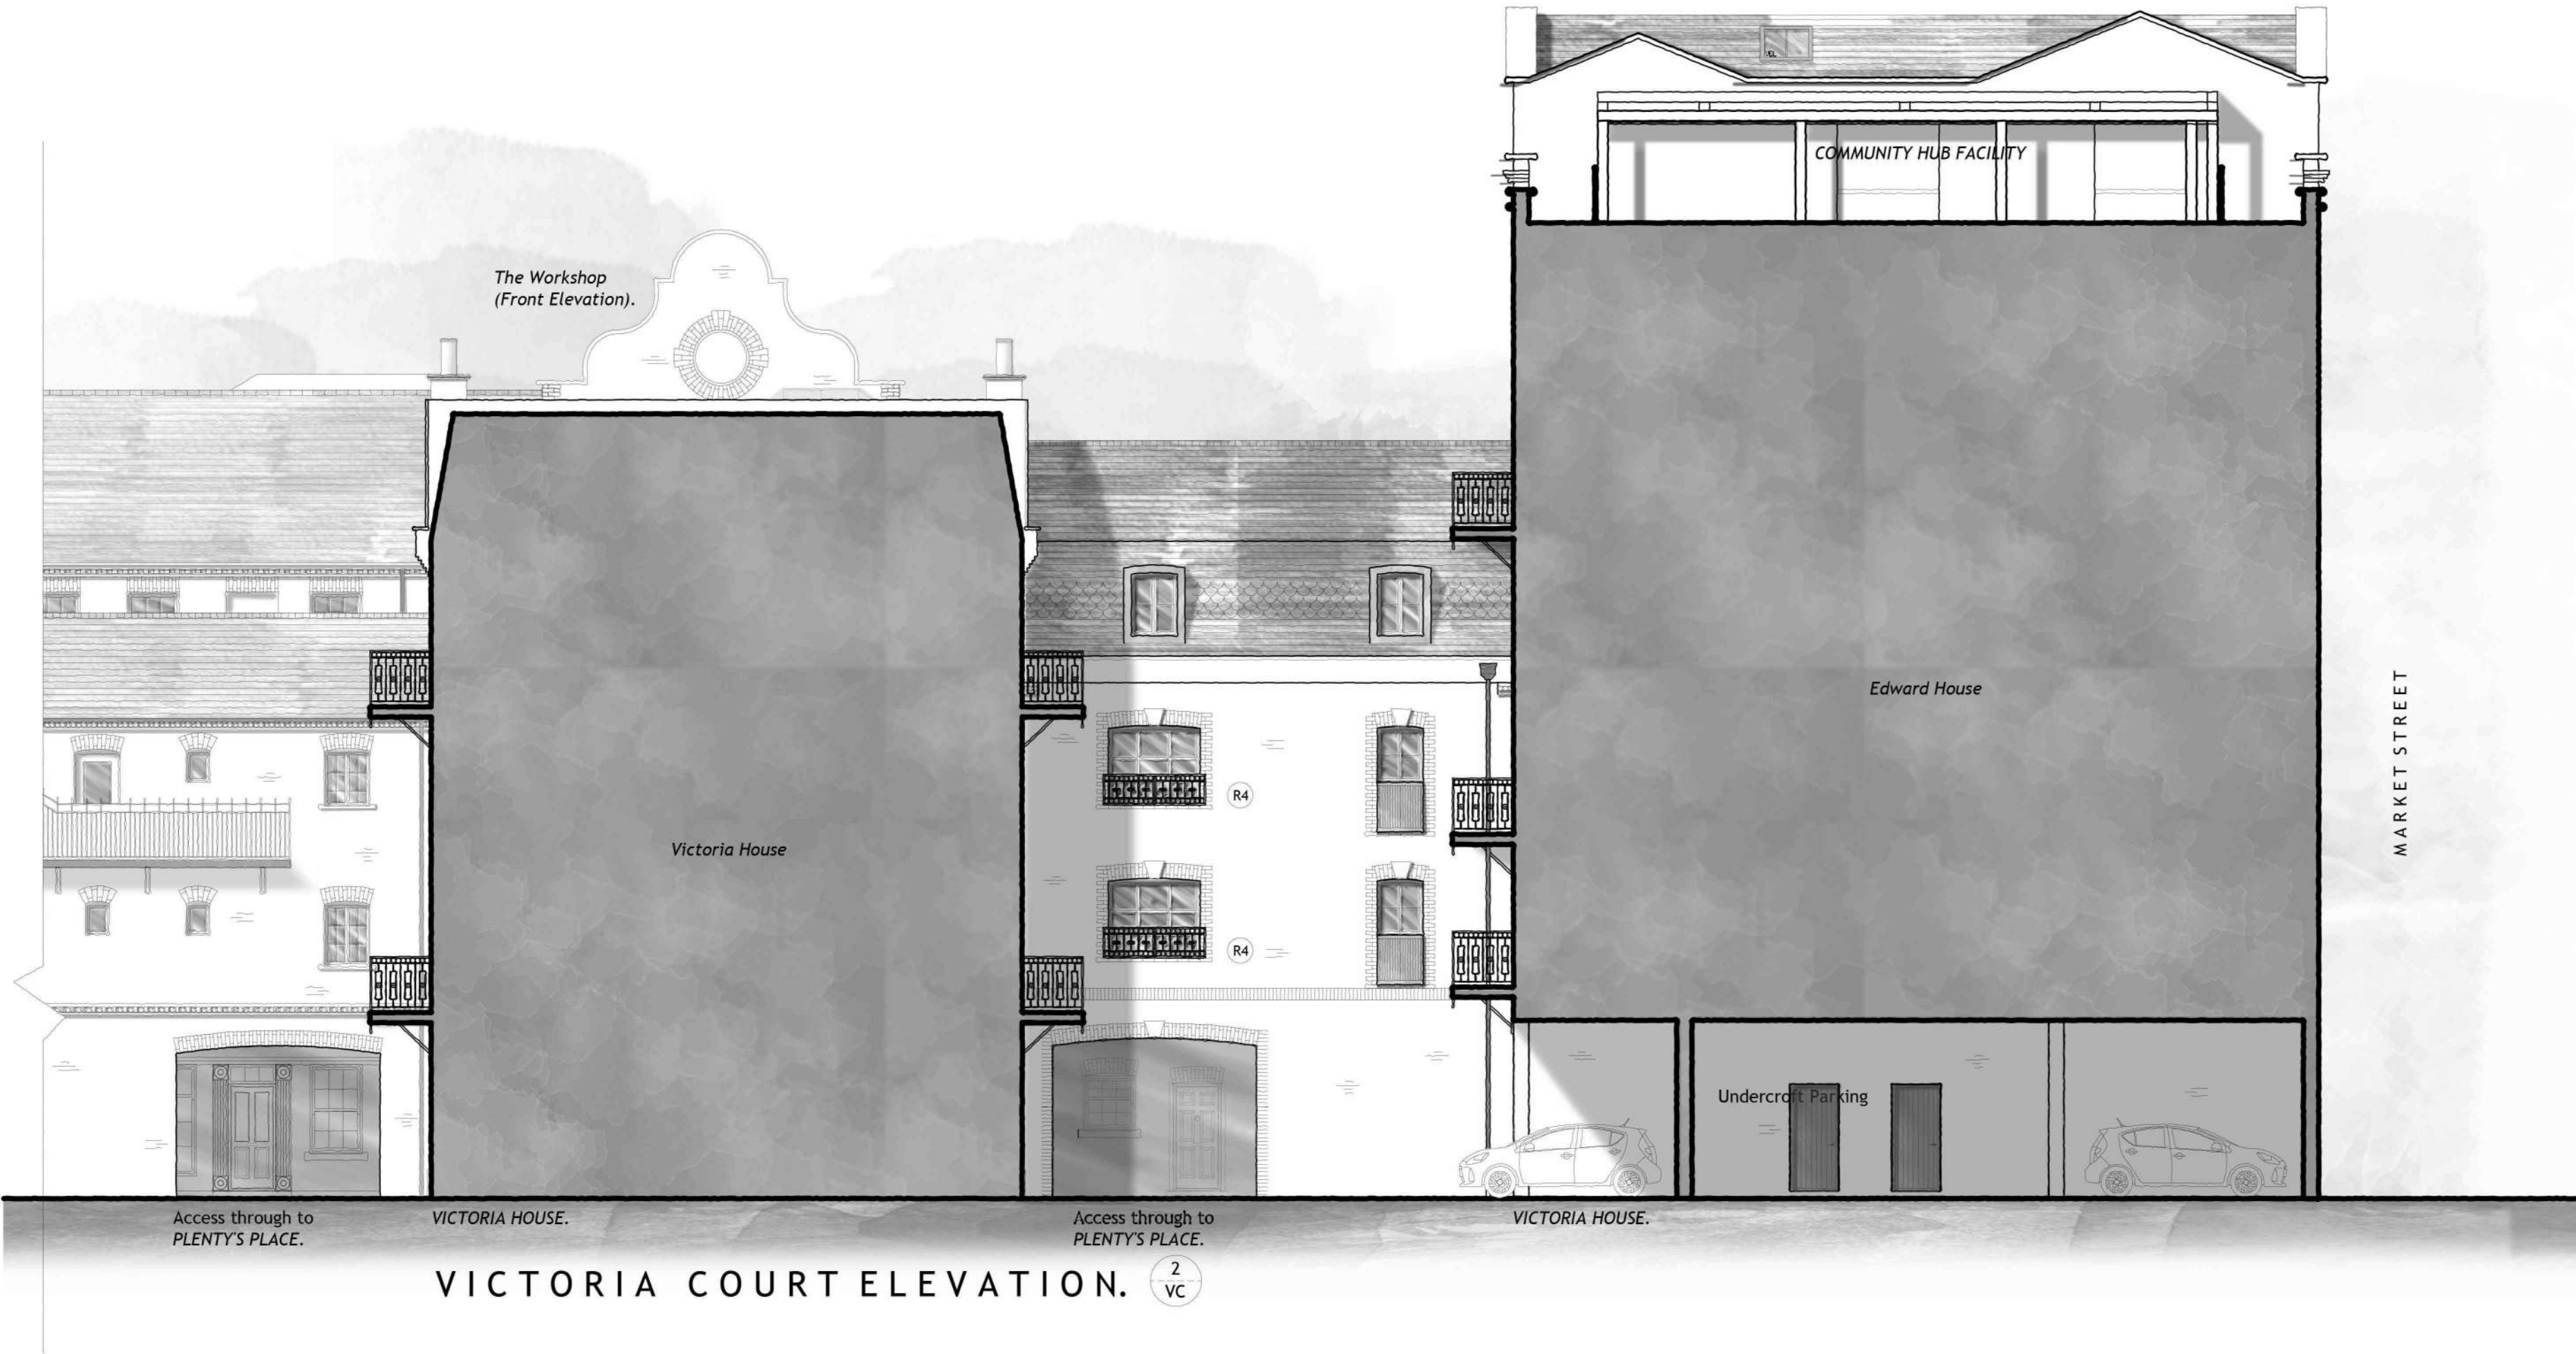 VEL
COMMUNITY HUB FACILITY
The Workshop
(Front Elevation).
Edward House
MARKET STREET
R4
Victoria House
R4
Undercroft Parking
Access through to
PLENTY'S PLACE.
VICTORIA HOUSE.
Access through to
PLENTY'S PLACE.
VICTORIA HOUSE.
VICTORIA COURT ELEVATION.
2
VC